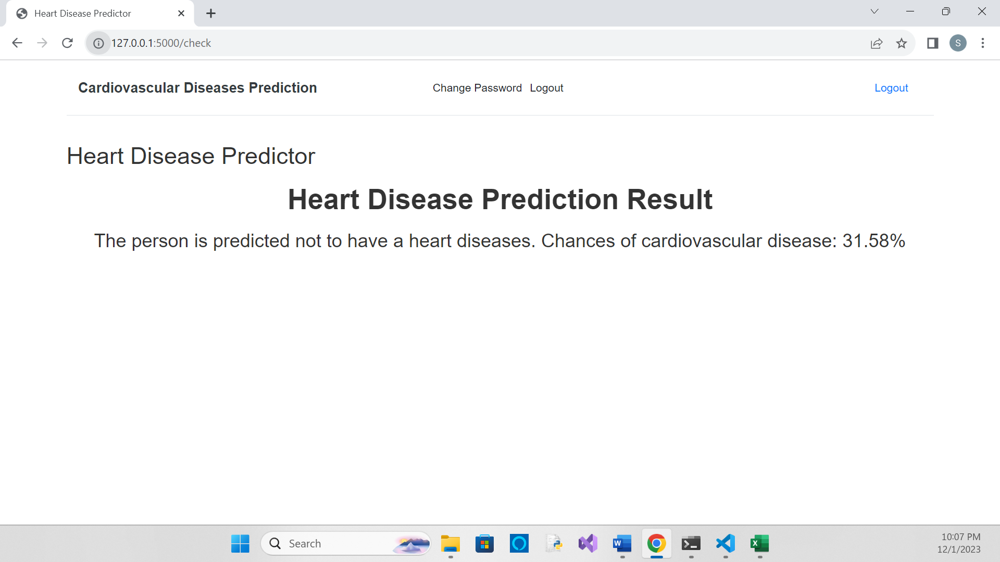 Heart Disease Predictor
127.0.0.1:5000/check
S
Cardiovascular Diseases Prediction
Change Password Logout
Logout
Heart Disease Predictor
Heart Disease Prediction Result
The person is predicted not to have a heart diseases. Chances of cardiovascular disease: 31.58%
Search
10:07 PM
12/1/2023